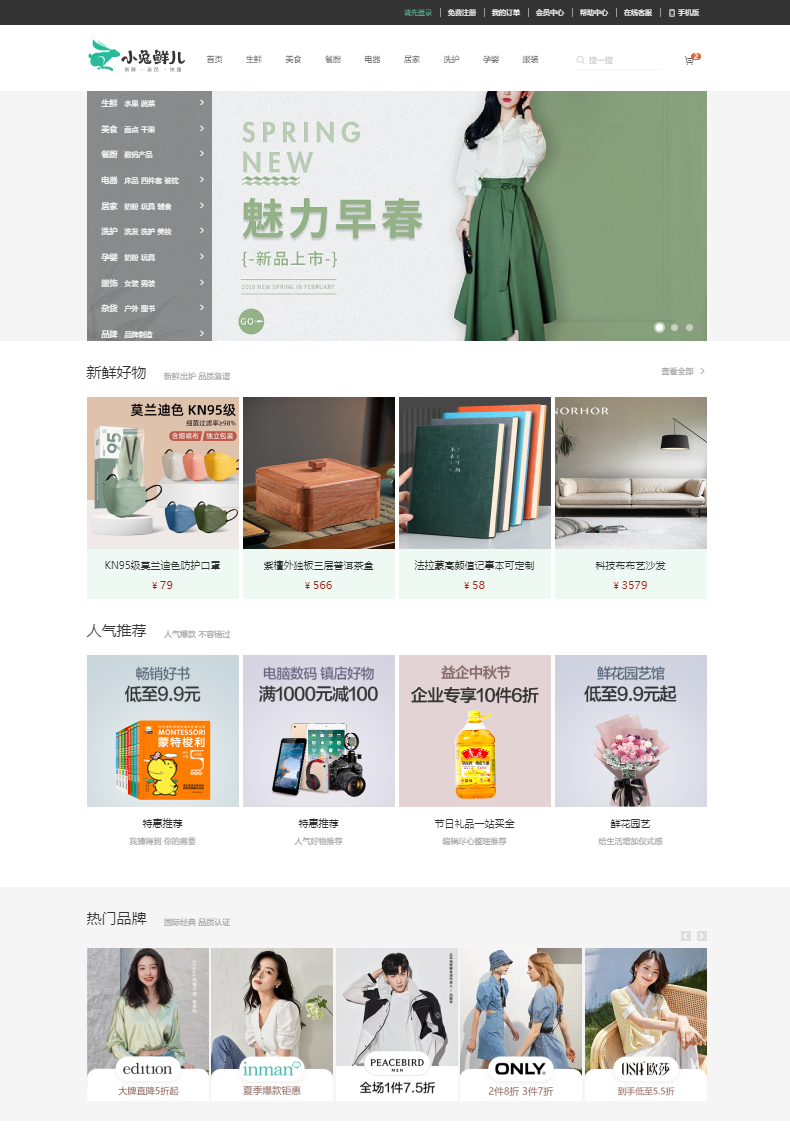 请先登录 免费注册 我的订单 会员中心 帮助中心 在线客服 手机版
小兔鲜儿
新鲜 · 亲民 · 快捷
首页 生鲜 美食 餐厨 电器 居家 洗护 孕婴 服装 搜一搜 2
生鲜 水果 蔬菜
美食 面点 干果
餐厨 数码产品
电器 床品 四件套 被枕
居家 奶粉 玩具 辅食
洗护 洗发 洗护 美妆
孕婴 奶粉 玩具
服饰 女装 男装
杂货 户外 图书
品牌 品牌制造
SPRING
NEW
魅力早春
{-新品上市-}
2019 NEW SPRING IN FEBRUARY
GO
新鲜好物 新鲜出炉 品质靠谱 查看全部
莫兰迪色 KN95级
细菌过滤率≥98%
含熔喷布 独立包装
95
NORHOR
KN95级莫兰迪色防护口罩 紫檀外独板三层普洱茶盒 法拉蒙高颜值记事本可定制 科技布布艺沙发
¥ 79 ¥ 566 ¥ 58 ¥ 3579
人气推荐 人气爆款 不容错过
畅销好书 电脑数码 镇店好物 益企中秋节 鲜花园艺馆
低至9.9元 满1000元减100 企业专享10件6折 低至9.9元起
MONTESSORI
蒙特梭利
特惠推荐 特惠推荐 节日礼品一站买全 鲜花园艺
我猜得到 你的需要 人气好物推荐 编辑尽心整理推荐 给生活增加仪式感
热门品牌 国际经典 品质认证
edition inman PEACEBIRD ONLY 欧莎
MEN
大牌直降5折起 夏季爆款钜惠 全场1件7.5折 2件8折 3件7折 到手低至5.5折